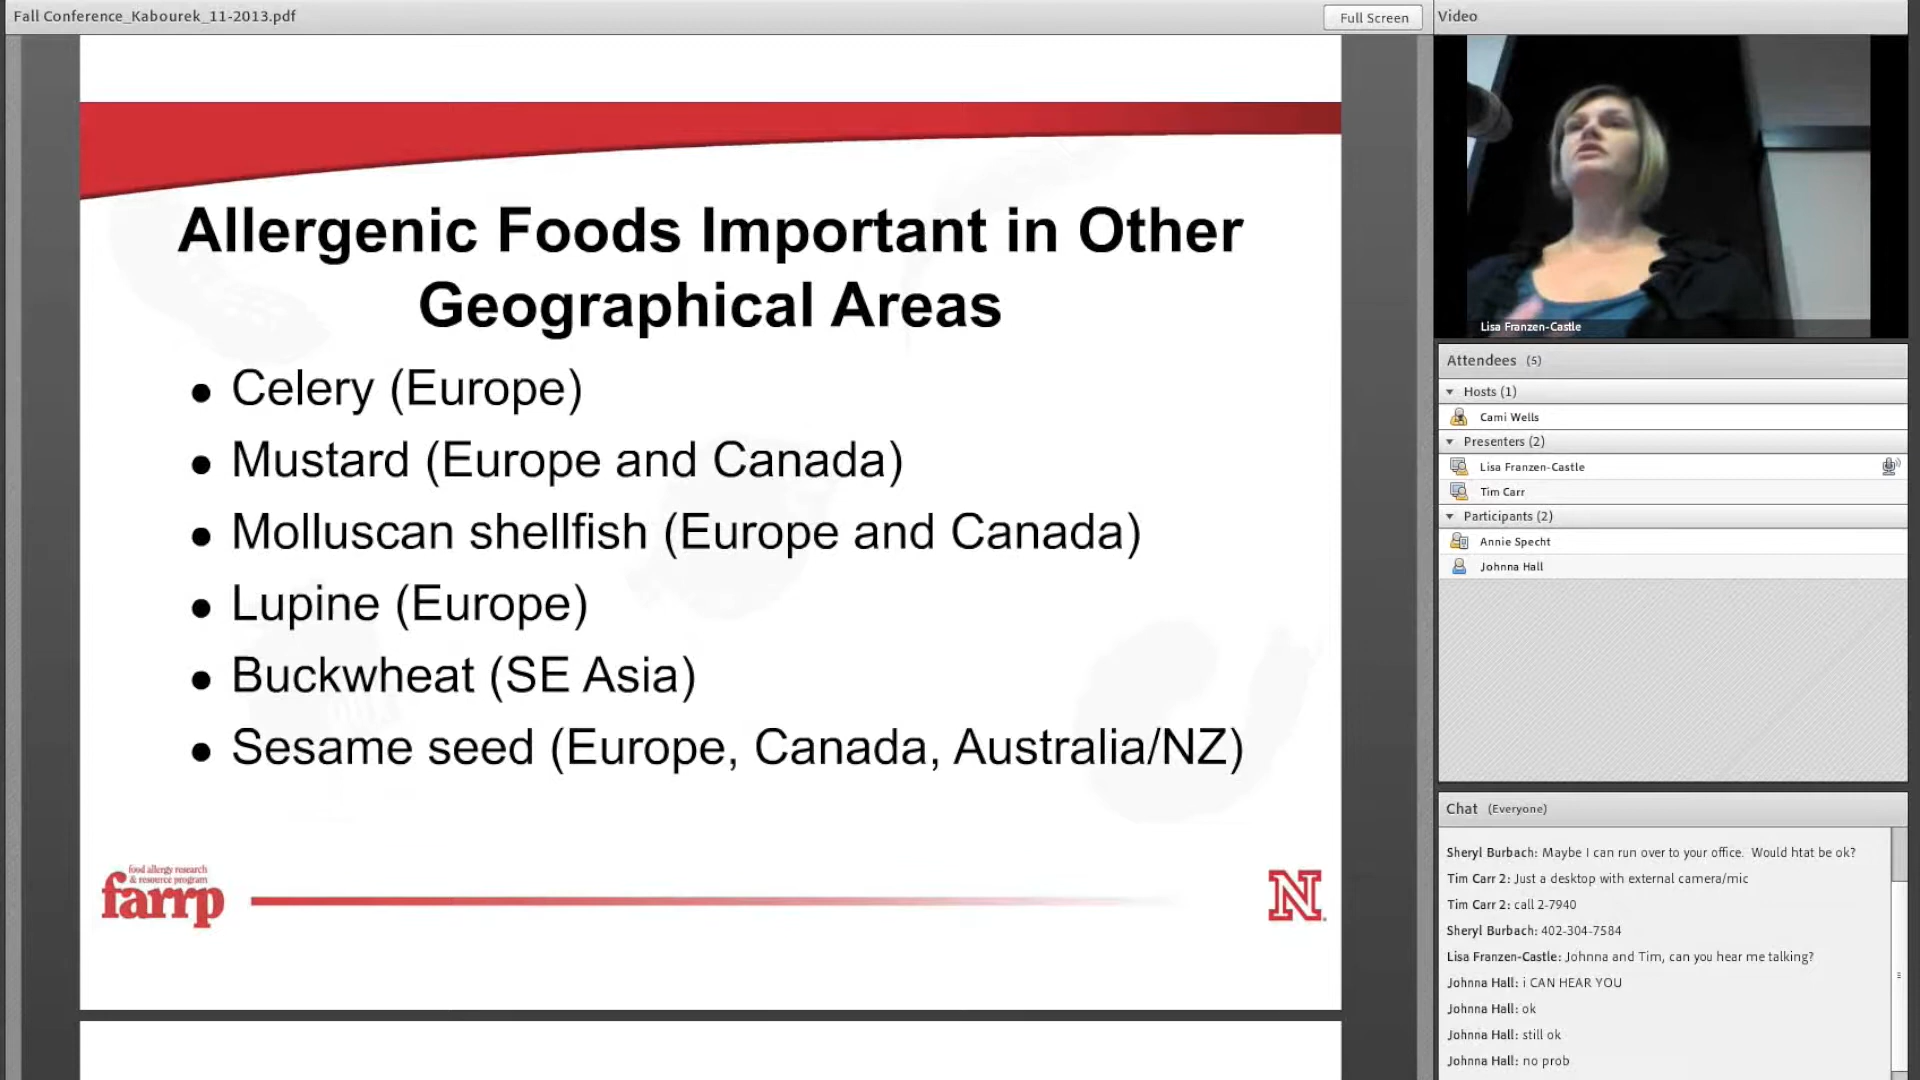 Fall Conference_Kabourek_11-2013.pdf
Full Screen
Allergenic Foods Important in Other
Geographical Areas
● Celery (Europe)
● Mustard (Europe and Canada)
● Molluscan shellfish (Europe and Canada)
● Lupine (Europe)
● Buckwheat (SE Asia)
● Sesame seed (Europe, Canada, Australia/NZ)
food allergy research
& resource program
farrp
N
Video
Lisa Franzen-Castle
Attendees (5)
Hosts (1)
Cami Wells
Presenters (2)
Lisa Franzen-Castle
Tim Carr
Participants (2)
Annie Specht
Johnna Hall
Chat (Everyone)
Sheryl Burbach: Maybe I can run over to your office. Would htat be ok?
Tim Carr 2: Just a desktop with external camera/mic
Tim Carr 2: call 2-7940
Sheryl Burbach: 402-304-7584
Lisa Franzen-Castle: Johnna and Tim, can you hear me talking?
Johnna Hall: i CAN HEAR YOU
Johnna Hall: ok
Johnna Hall: still ok
Johnna Hall: no prob